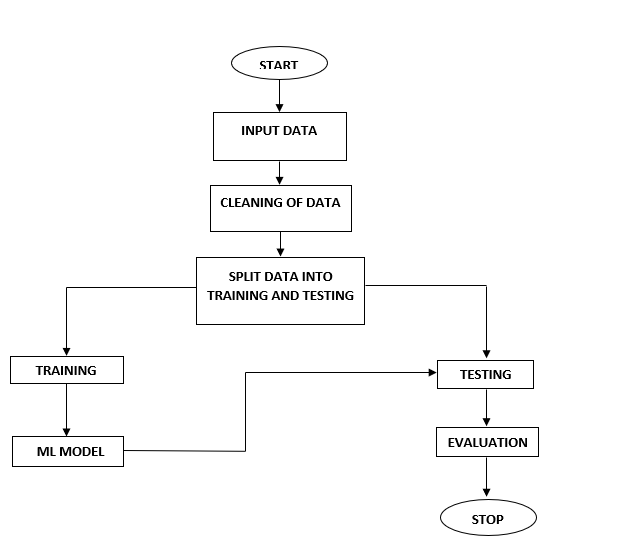 START
INPUT DATA
CLEANING OF DATA
SPLIT DATA INTO
TRAINING AND TESTING
TRAINING
TESTING
ML MODEL
EVALUATION
STOP